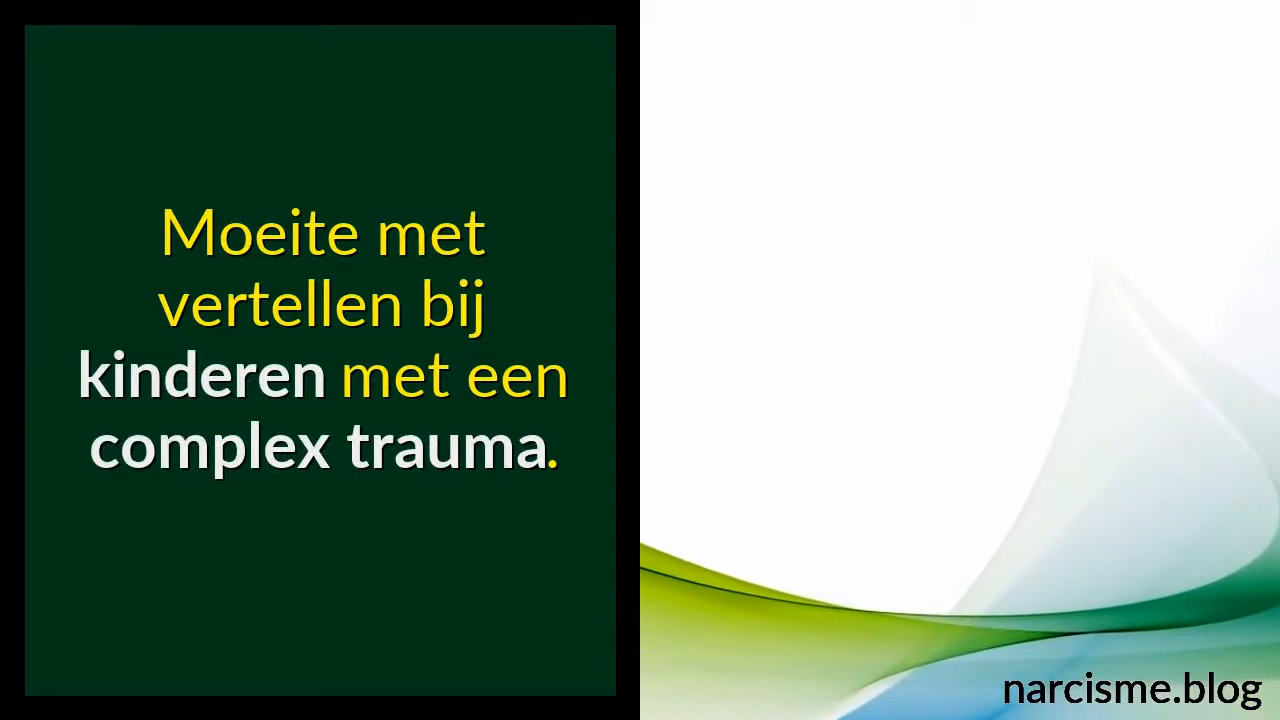 Moeite met
vertellen bij
kinderen met een
complex trauma.
narcisme.blog